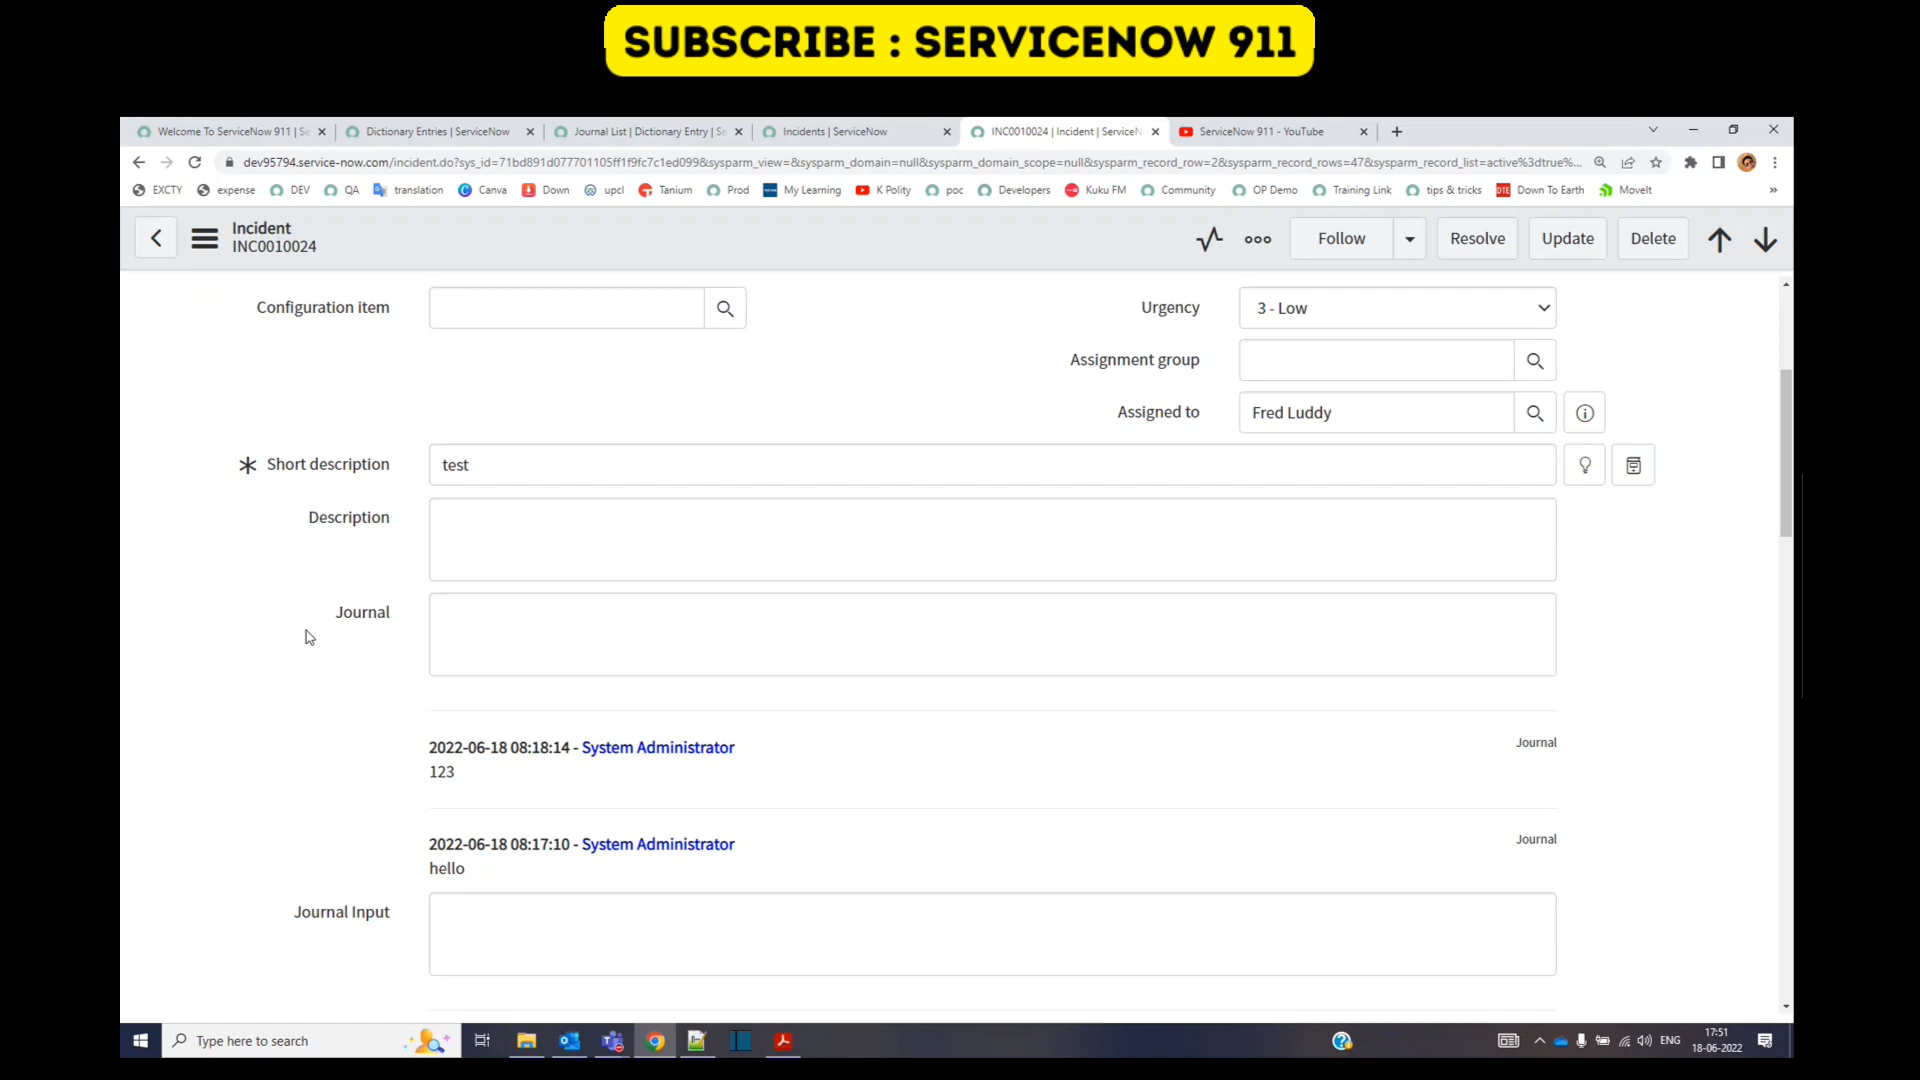 SUBSCRIBE : SERVICENOW 911
Welcome To ServiceNow 911 | Se
Dictionary Entries | ServiceNow
Journal List | Dictionary Entry | Se
Incidents | ServiceNow
INC0010024 | Incident | ServiceN
ServiceNow 911 - YouTube
dev95794.service-now.com/incident.do?sys_id=71bd891d077701105ff1f9fc7c1ed099&sysparm_view=&sysparm_domain=null&sysparm_domain_scope=null&sysparm_record_row=2&sysparm_record_rows=47&sysparm_record_list=active%3dtrue%...
EXCTY
expense
DEV
QA
translation
Canva
Down
upcl
Tanium
Prod
My Learning
K Polity
poc
Developers
Kuku FM
Community
OP Demo
Training Link
tips & tricks
DTE
Down To Earth
MoveIt
»
Incident
INC0010024
Follow
Resolve
Update
Delete
Configuration item
Urgency
3 - Low
Assignment group
Assigned to
Fred Luddy
Short description
test
Description
Journal
2022-06-18 08:18:14 - System Administrator
Journal
123
2022-06-18 08:17:10 - System Administrator
Journal
hello
Journal Input
Type here to search
ENG
17:51
18-06-2022